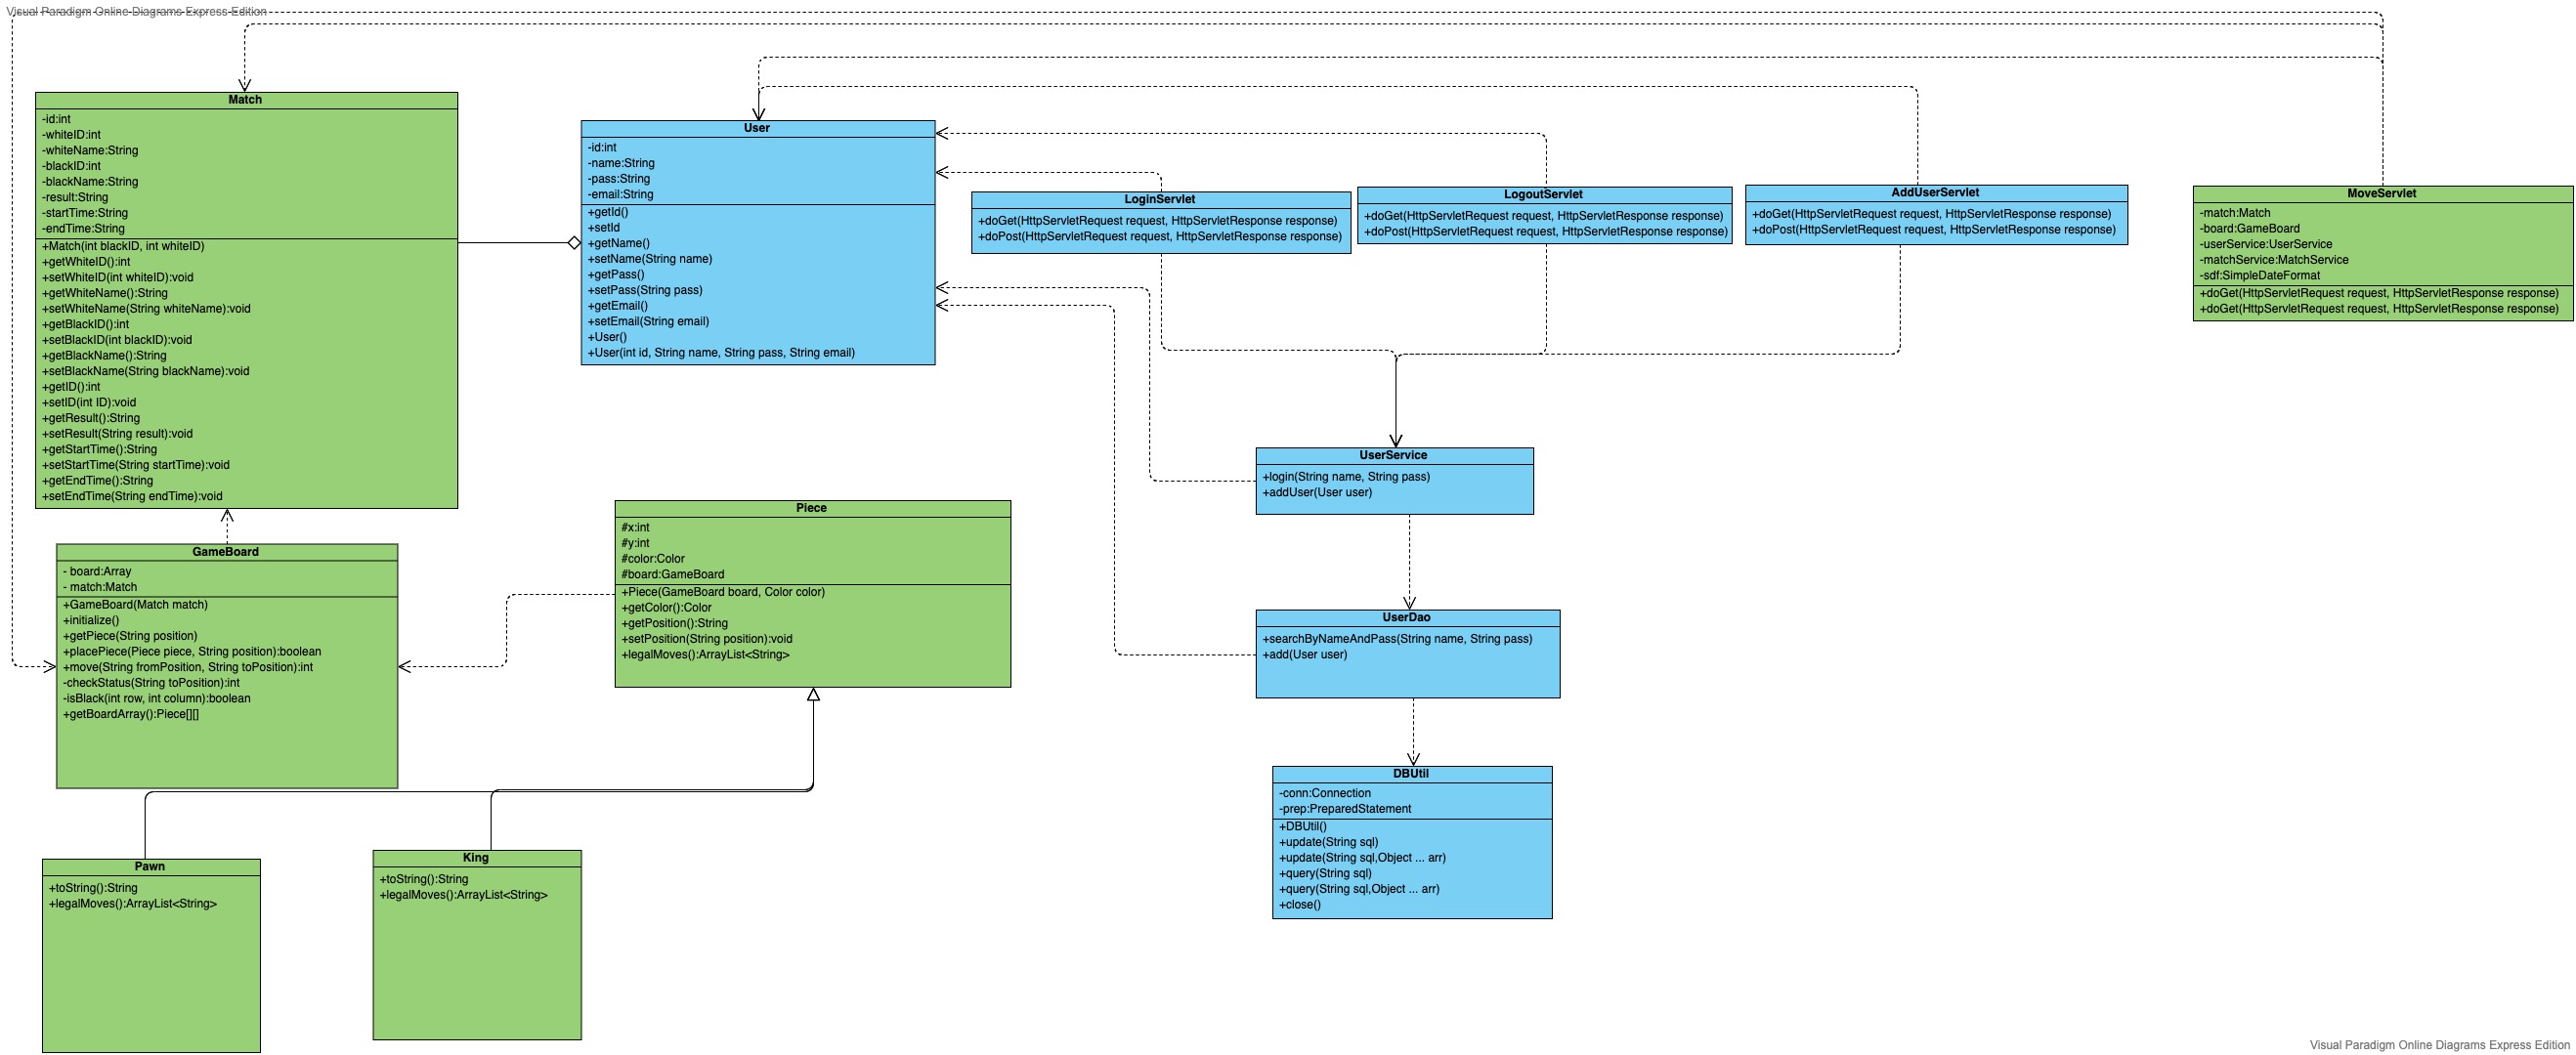 Visual Paradigm Online Diagrams Express Edition
Match
-id:int
-whiteID:int
-whiteName:String
-blackID:int
-blackName:String
-result:String
-startTime:String
-endTime:String
+Match(int blackID, int whiteID)
+getWhiteID():int
+setWhiteID(int whiteID):void
+getWhiteName():String
+setWhiteName(String whiteName):void
+getBlackID():int
+setBlackID(int blackID):void
+getBlackName():String
+setBlackName(String blackName):void
+getID():int
+setID(int ID):void
+getResult():String
+setResult(String result):void
+getStartTime():String
+setStartTime(String startTime):void
+getEndTime():String
+setEndTime(String endTime):void
User
-id:int
-name:String
-pass:String
-email:String
+getId()
+setId
+getName()
+setName(String name)
+getPass()
+setPass(String pass)
+getEmail()
+setEmail(String email)
+User()
+User(int id, String name, String pass, String email)
LoginServlet
+doGet(HttpServletRequest request, HttpServletResponse response)
+doPost(HttpServletRequest request, HttpServletResponse response)
LogoutServlet
+doGet(HttpServletRequest request, HttpServletResponse response)
+doPost(HttpServletRequest request, HttpServletResponse response)
AddUserServlet
+doGet(HttpServletRequest request, HttpServletResponse response)
+doPost(HttpServletRequest request, HttpServletResponse response)
MoveServlet
-match:Match
-board:GameBoard
-userService:UserService
-matchService:MatchService
-sdf:SimpleDateFormat
+doGet(HttpServletRequest request, HttpServletResponse response)
+doGet(HttpServletRequest request, HttpServletResponse response)
UserService
+login(String name, String pass)
+addUser(User user)
GameBoard
- board:Array
- match:Match
+GameBoard(Match match)
+initialize()
+getPiece(String position)
+placePiece(Piece piece, String position):boolean
+move(String fromPosition, String toPosition):int
-checkStatus(String toPosition):int
-isBlack(int row, int column):boolean
+getBoardArray():Piece[][]
Piece
#x:int
#y:int
#color:Color
#board:GameBoard
+Piece(GameBoard board, Color color)
+getColor():Color
+getPosition():String
+setPosition(String position):void
+legalMoves():ArrayList<String>
UserDao
+searchByNameAndPass(String name, String pass)
+add(User user)
DBUtil
-conn:Connection
-prep:PreparedStatement
+DBUtil()
+update(String sql)
+update(String sql,Object ... arr)
+query(String sql)
+query(String sql,Object ... arr)
+close()
Pawn
+toString():String
+legalMoves():ArrayList<String>
King
+toString():String
+legalMoves():ArrayList<String>
Visual Paradigm Online Diagrams Express Edition